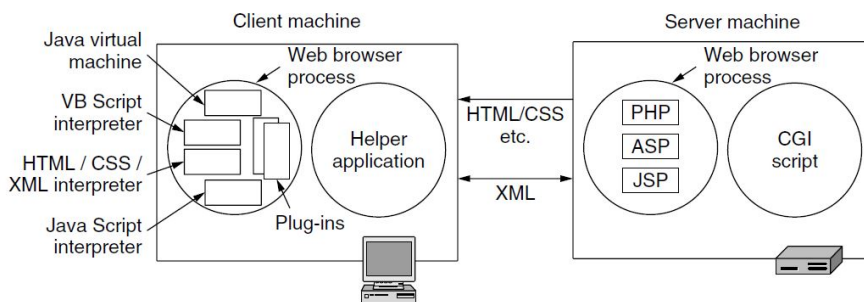 Client machine
Server machine
Java virtual
machine
Web browser
process
VB Script
interpreter
HTML / CSS /
XML interpreter
Java Script
interpreter
Plug-ins
Helper
application
HTML/CSS
etc.
XML
Web browser
process
PHP
ASP
JSP
CGI
script